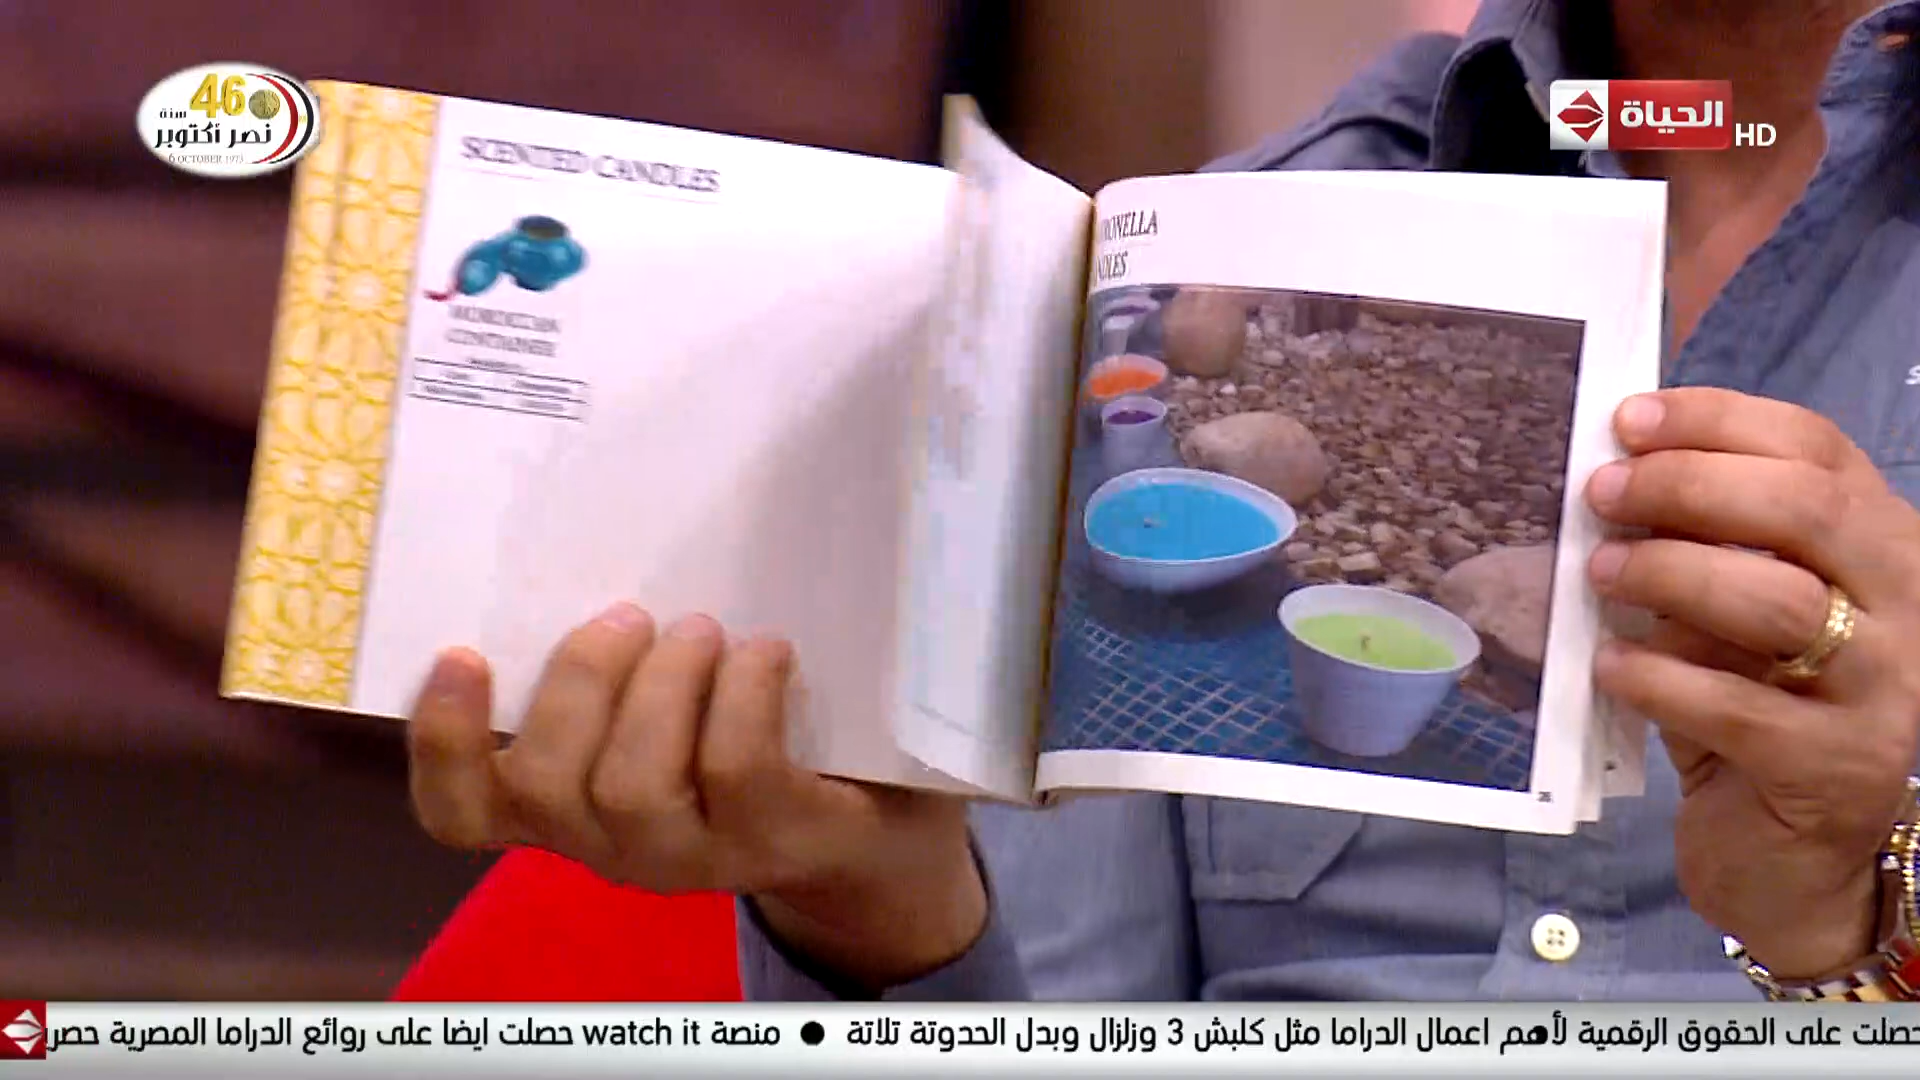 46
سنة
نصر أكتوبر
6 OCTOBER 1973
الحياة
HD
SCENTED CANDLES
CONTAINER
RONELLA
NDLES
حصلت على الحقوق الرقمية لأهم اعمال الدراما مثل كلبش 3 وزلزال وبدل الحدوتة تلاتة ● منصة watch it حصلت ايضا على روائع الدراما المصرية حصر